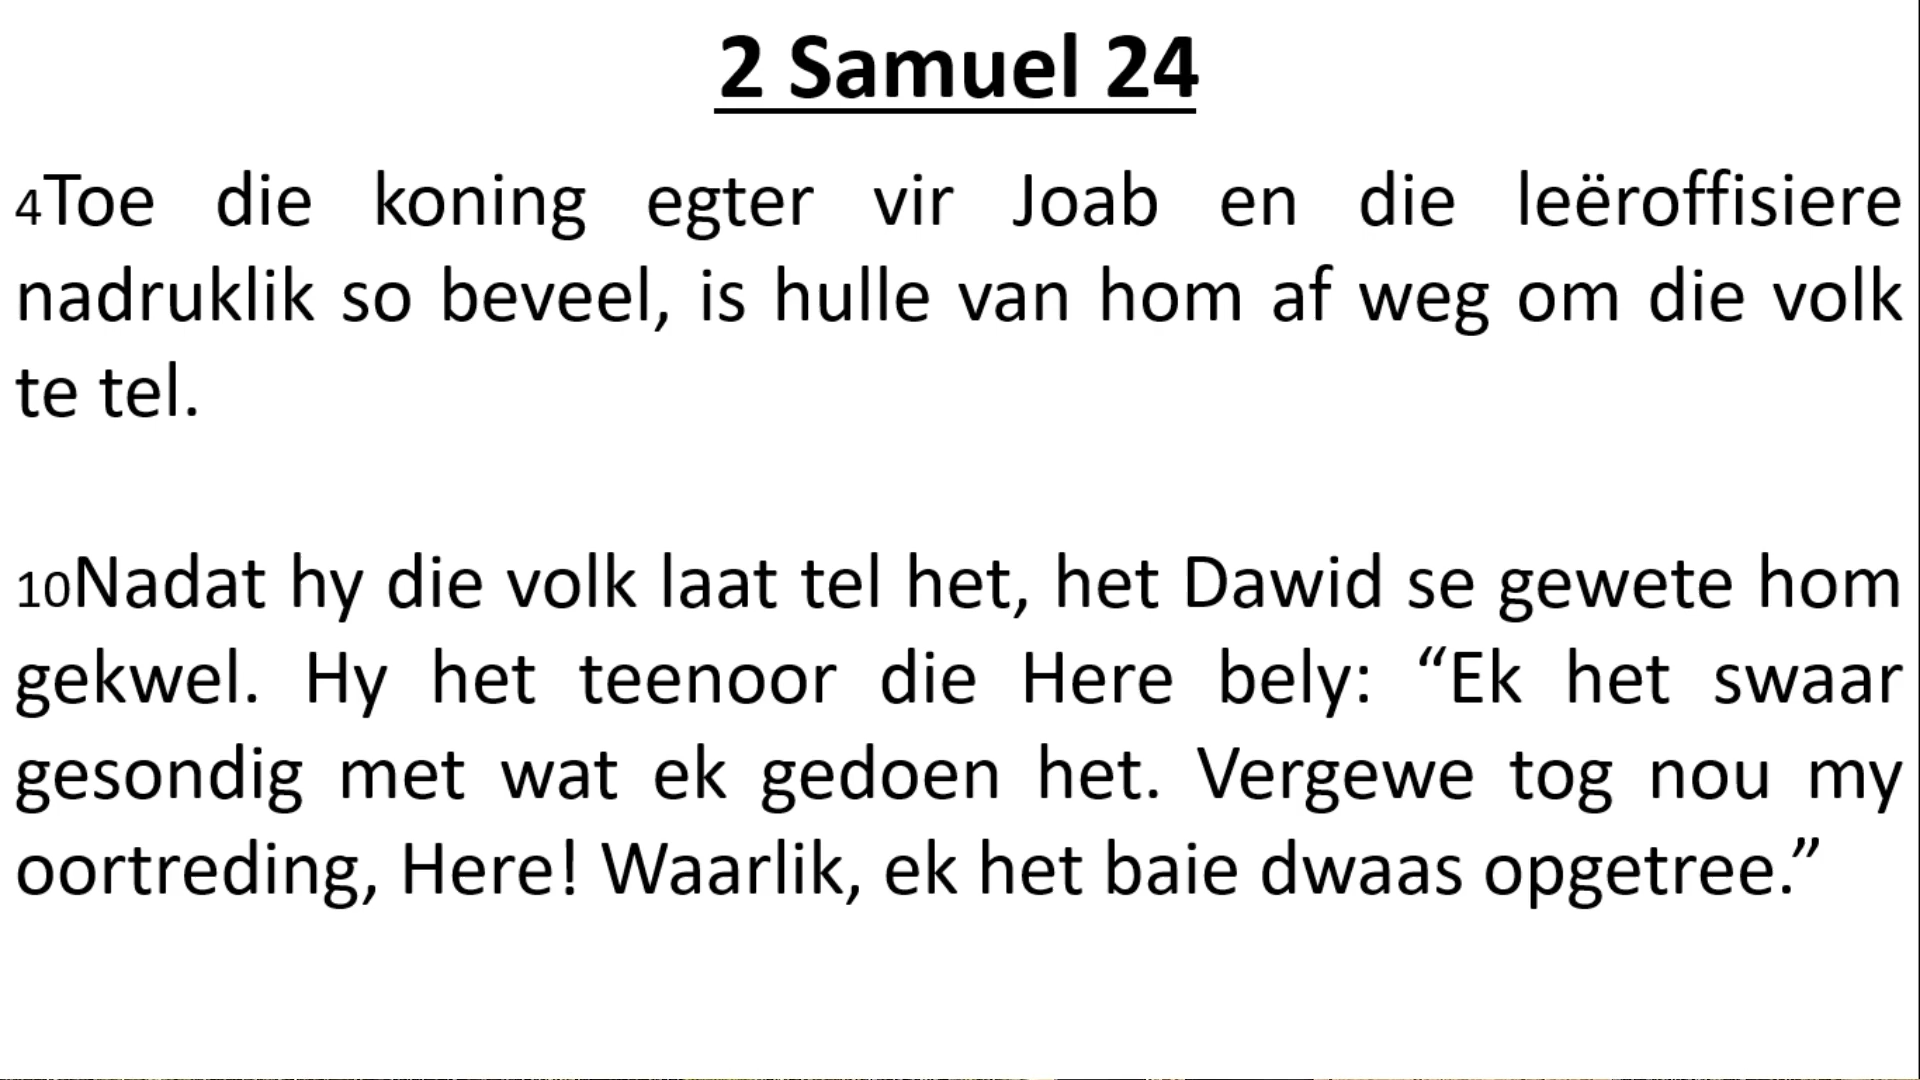 2 Samuel 24
4Toe die koning egter vir Joab en die leëroffisiere
nadruklik so beveel, is hulle van hom af weg om die volk
te tel.
10Nadat hy die volk laat tel het, het Dawid se gewete hom
gekwel. Hy het teenoor die Here bely: “Ek het swaar
gesondig met wat ek gedoen het. Vergewe tog nou my
oortreding, Here! Waarlik, ek het baie dwaas opgetree.”